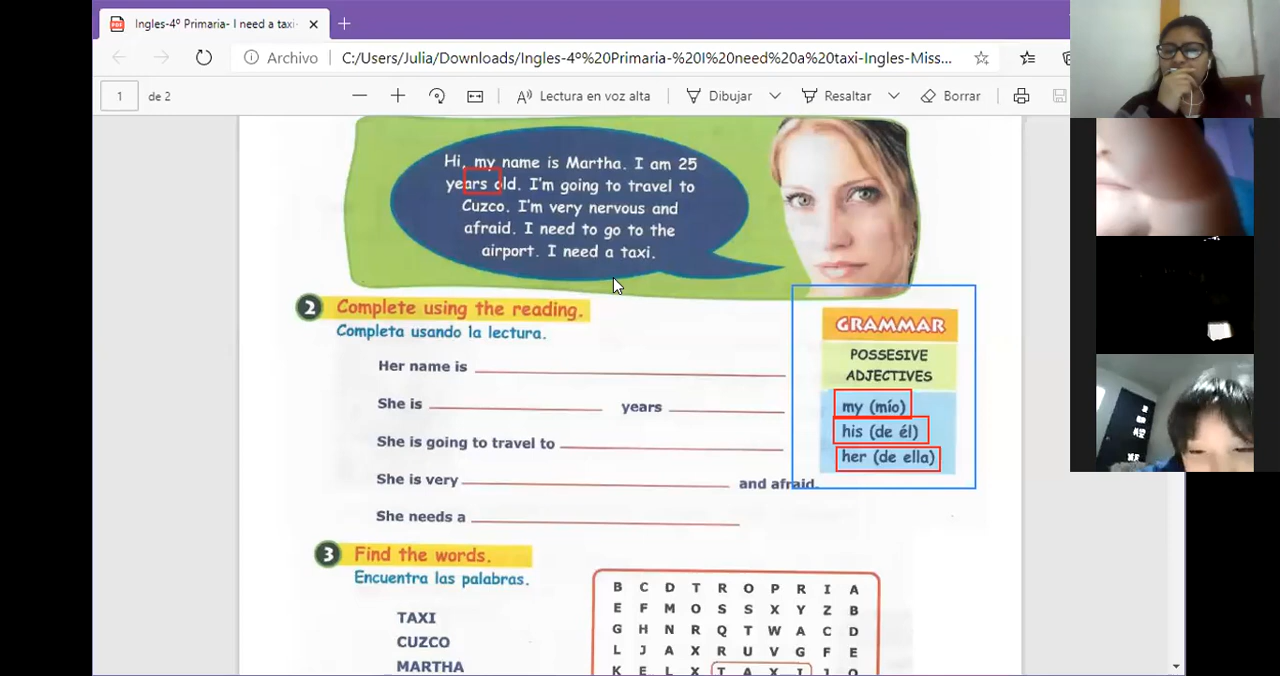 Ingles-4º Primaria- I need a taxi-
Archivo
C:/Users/Julia/Downloads/Ingles-4º%20Primaria-%20I%20need%20a%20taxi-Ingles-Miss...
1 de 2
Lectura en voz alta
Dibujar
Resaltar
Borrar
Hi, my name is Martha. I am 25
years old. I'm going to travel to
Cuzco. I'm very nervous and
afraid. I need to go to the
airport. I need a taxi.
2 Complete using the reading.
Completa usando la lectura.
Her name is
She is years
She is going to travel to
She is very and afraid.
She needs a
GRAMMAR
POSSESIVE
ADJECTIVES
my (mío)
his (de él)
her (de ella)
3 Find the words.
Encuentra las palabras.
TAXI
CUZCO
MARTHA
B C D T R O P R I A
E F M O S S X Y Z B
G H N R Q T W A C D
L J A X R U V G F E
K E L X T A X I J O